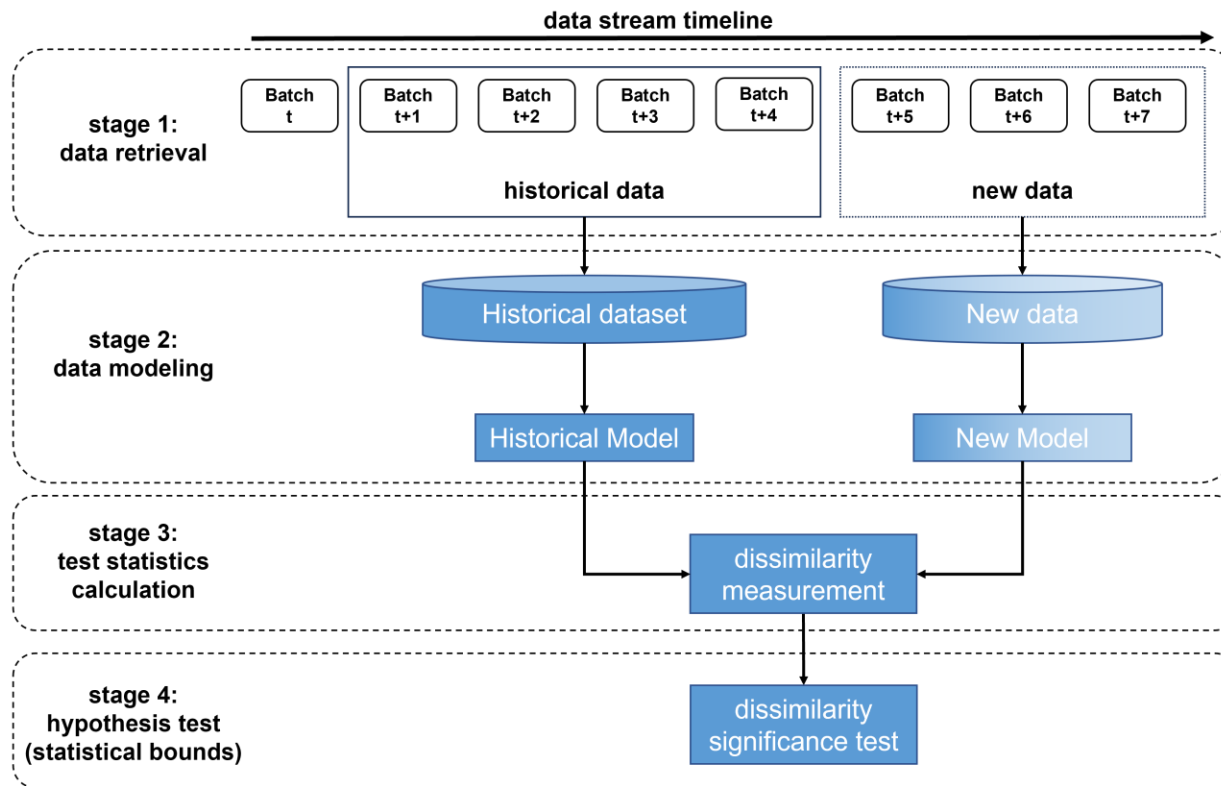 data stream timeline
stage 1:
data retrieval
Batch
t
Batch
t+1
Batch
t+2
Batch
t+3
Batch
t+4
Batch
t+5
Batch
t+6
Batch
t+7
historical data
new data
stage 2:
data modeling
Historical dataset
New data
Historical Model
New Model
stage 3:
test statistics
calculation
dissimilarity
measurement
stage 4:
hypothesis test
(statistical bounds)
dissimilarity
significance test